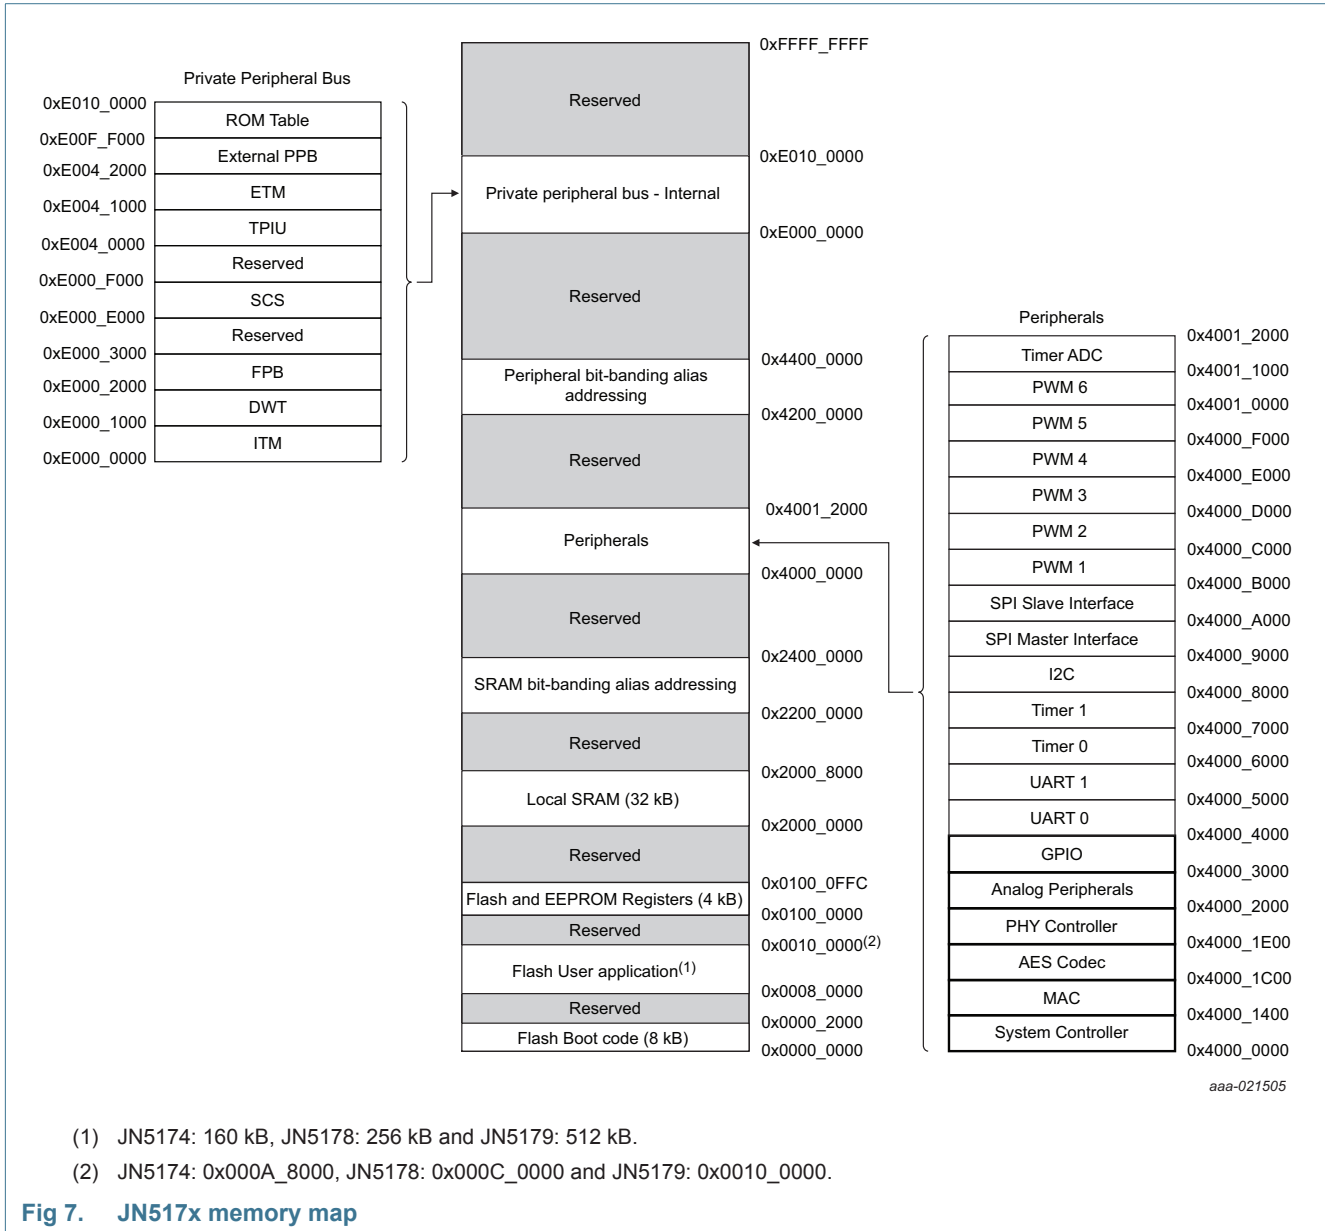 Private Peripheral Bus
0xE010_0000
ROM Table
0xE00F_F000
External PPB
0xE004_2000
ETM
0xE004_1000
TPIU
0xE004_0000
Reserved
0xE000_F000
SCS
0xE000_E000
Reserved
0xE000_3000
FPB
0xE000_2000
DWT
0xE000_1000
ITM
0xE000_0000
0xFFFF_FFFF
Reserved
0xE010_0000
Private peripheral bus - Internal
0xE000_0000
Reserved
0x4400_0000
Peripheral bit-banding alias
addressing
0x4200_0000
Reserved
0x4001_2000
Peripherals
0x4000_0000
Reserved
0x2400_0000
SRAM bit-banding alias addressing
0x2200_0000
Reserved
0x2000_8000
Local SRAM (32 kB)
0x2000_0000
Reserved
0x0100_0FFC
Flash and EEPROM Registers (4 kB)
0x0100_0000
Reserved
0x0010_0000(2)
Flash User application(1)
0x0008_0000
Reserved
0x0000_2000
Flash Boot code (8 kB)
0x0000_0000
Peripherals
0x4001_2000
Timer ADC
0x4001_1000
PWM 6
0x4001_0000
PWM 5
0x4000_F000
PWM 4
0x4000_E000
PWM 3
0x4000_D000
PWM 2
0x4000_C000
PWM 1
0x4000_B000
SPI Slave Interface
0x4000_A000
SPI Master Interface
0x4000_9000
I2C
0x4000_8000
Timer 1
0x4000_7000
Timer 0
0x4000_6000
UART 1
0x4000_5000
UART 0
0x4000_4000
GPIO
0x4000_3000
Analog Peripherals
0x4000_2000
PHY Controller
0x4000_1E00
AES Codec
0x4000_1C00
MAC
0x4000_1400
System Controller
0x4000_0000
aaa-021505
(1) JN5174: 160 kB, JN5178: 256 kB and JN5179: 512 kB.
(2) JN5174: 0x000A_8000, JN5178: 0x000C_0000 and JN5179: 0x0010_0000.
Fig 7. JN517x memory map